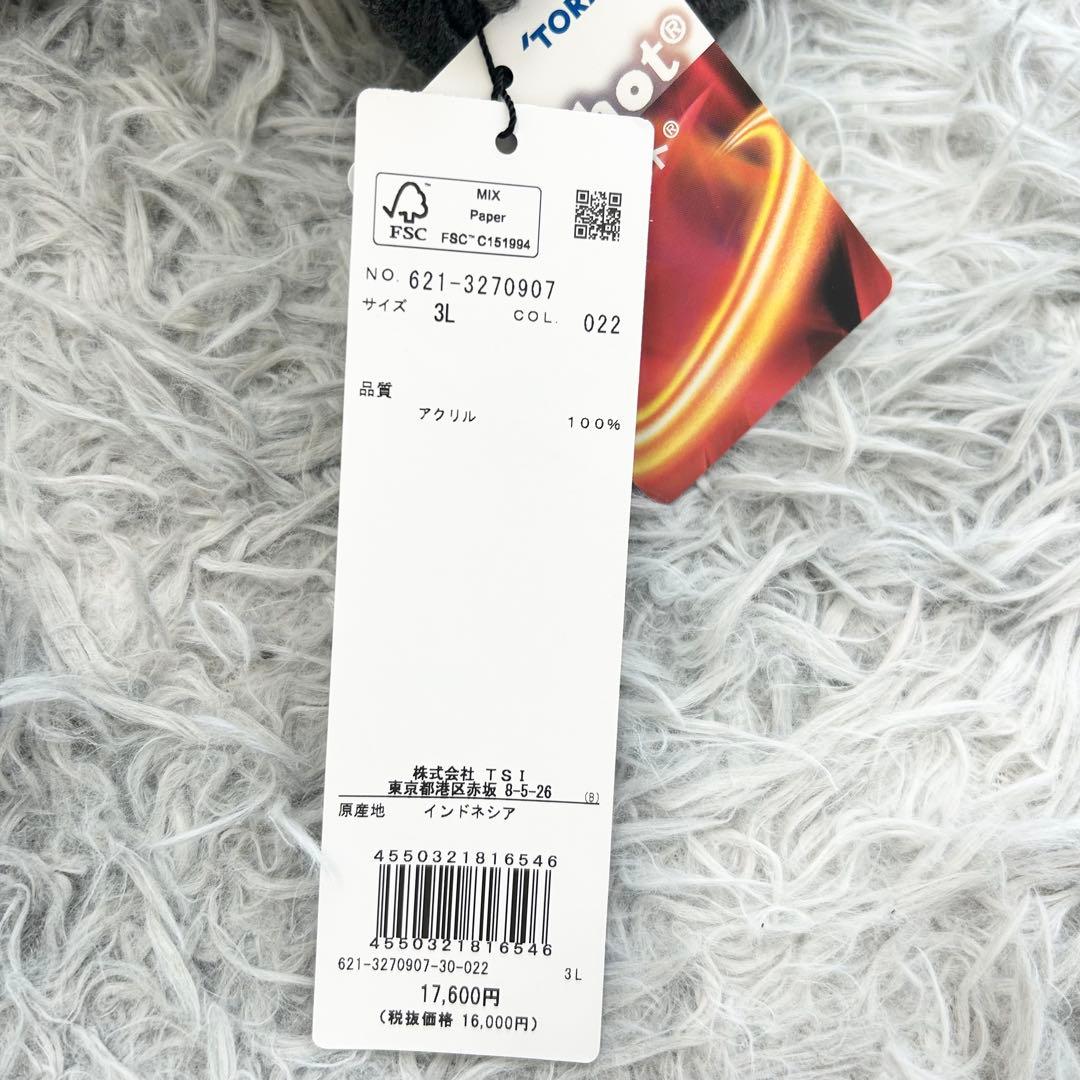 hot®
MIX
Paper
FSC
FSC™ C151994
NO. 621-3270907
サイズ 3L COL. 022
品質
アクリル 100%
株式会社 TSI
東京都港区赤坂 8-5-26
(8)
原産地 インドネシア
4550321816546
4550321816546
621-3270907-30-022 3L
17,600円
(税抜価格 16,000円)